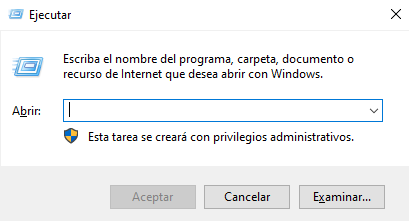 Ejecutar
Escriba el nombre del programa, carpeta, documento o
recurso de Internet que desea abrir con Windows.
Abrir:
Esta tarea se creará con privilegios administrativos.
Aceptar Cancelar Examinar...